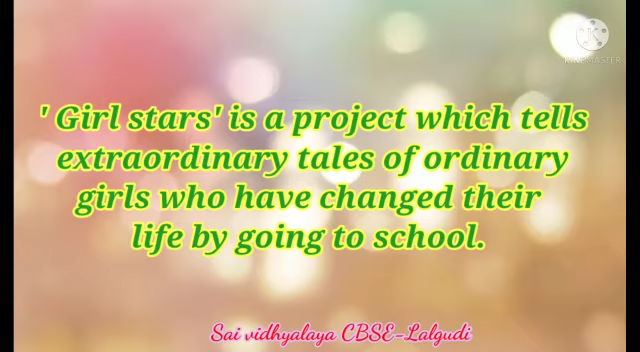 KINEMASTER
' Girl stars' is a project which tells
extraordinary tales of ordinary
girls who have changed their
life by going to school.
Sai vidhyalaya CBSE-Lalgudi